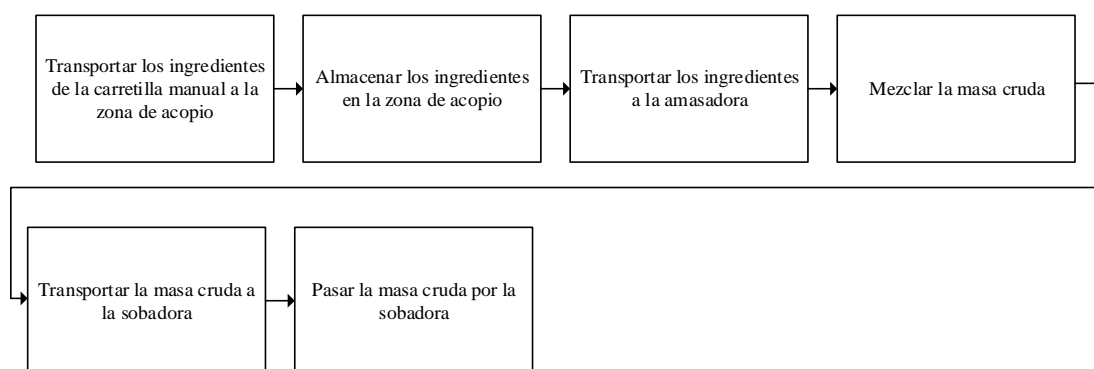 Transportar los ingredientes
de la carretilla manual a la
zona de acopio
Almacenar los ingredientes
en la zona de acopio
Transportar los ingredientes
a la amasadora
Mezclar la masa cruda
Transportar la masa cruda a
la sobadora
Pasar la masa cruda por la
sobadora